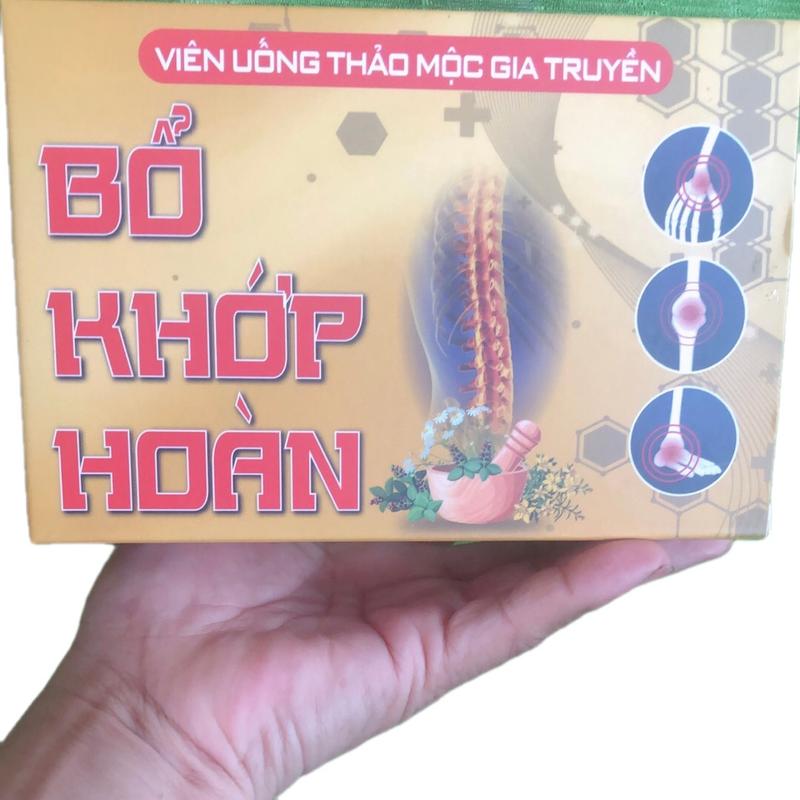 VIÊN UỐNG THẢO MỘC GIA TRUYỀN
BỔ
KHỚP
HOÀN